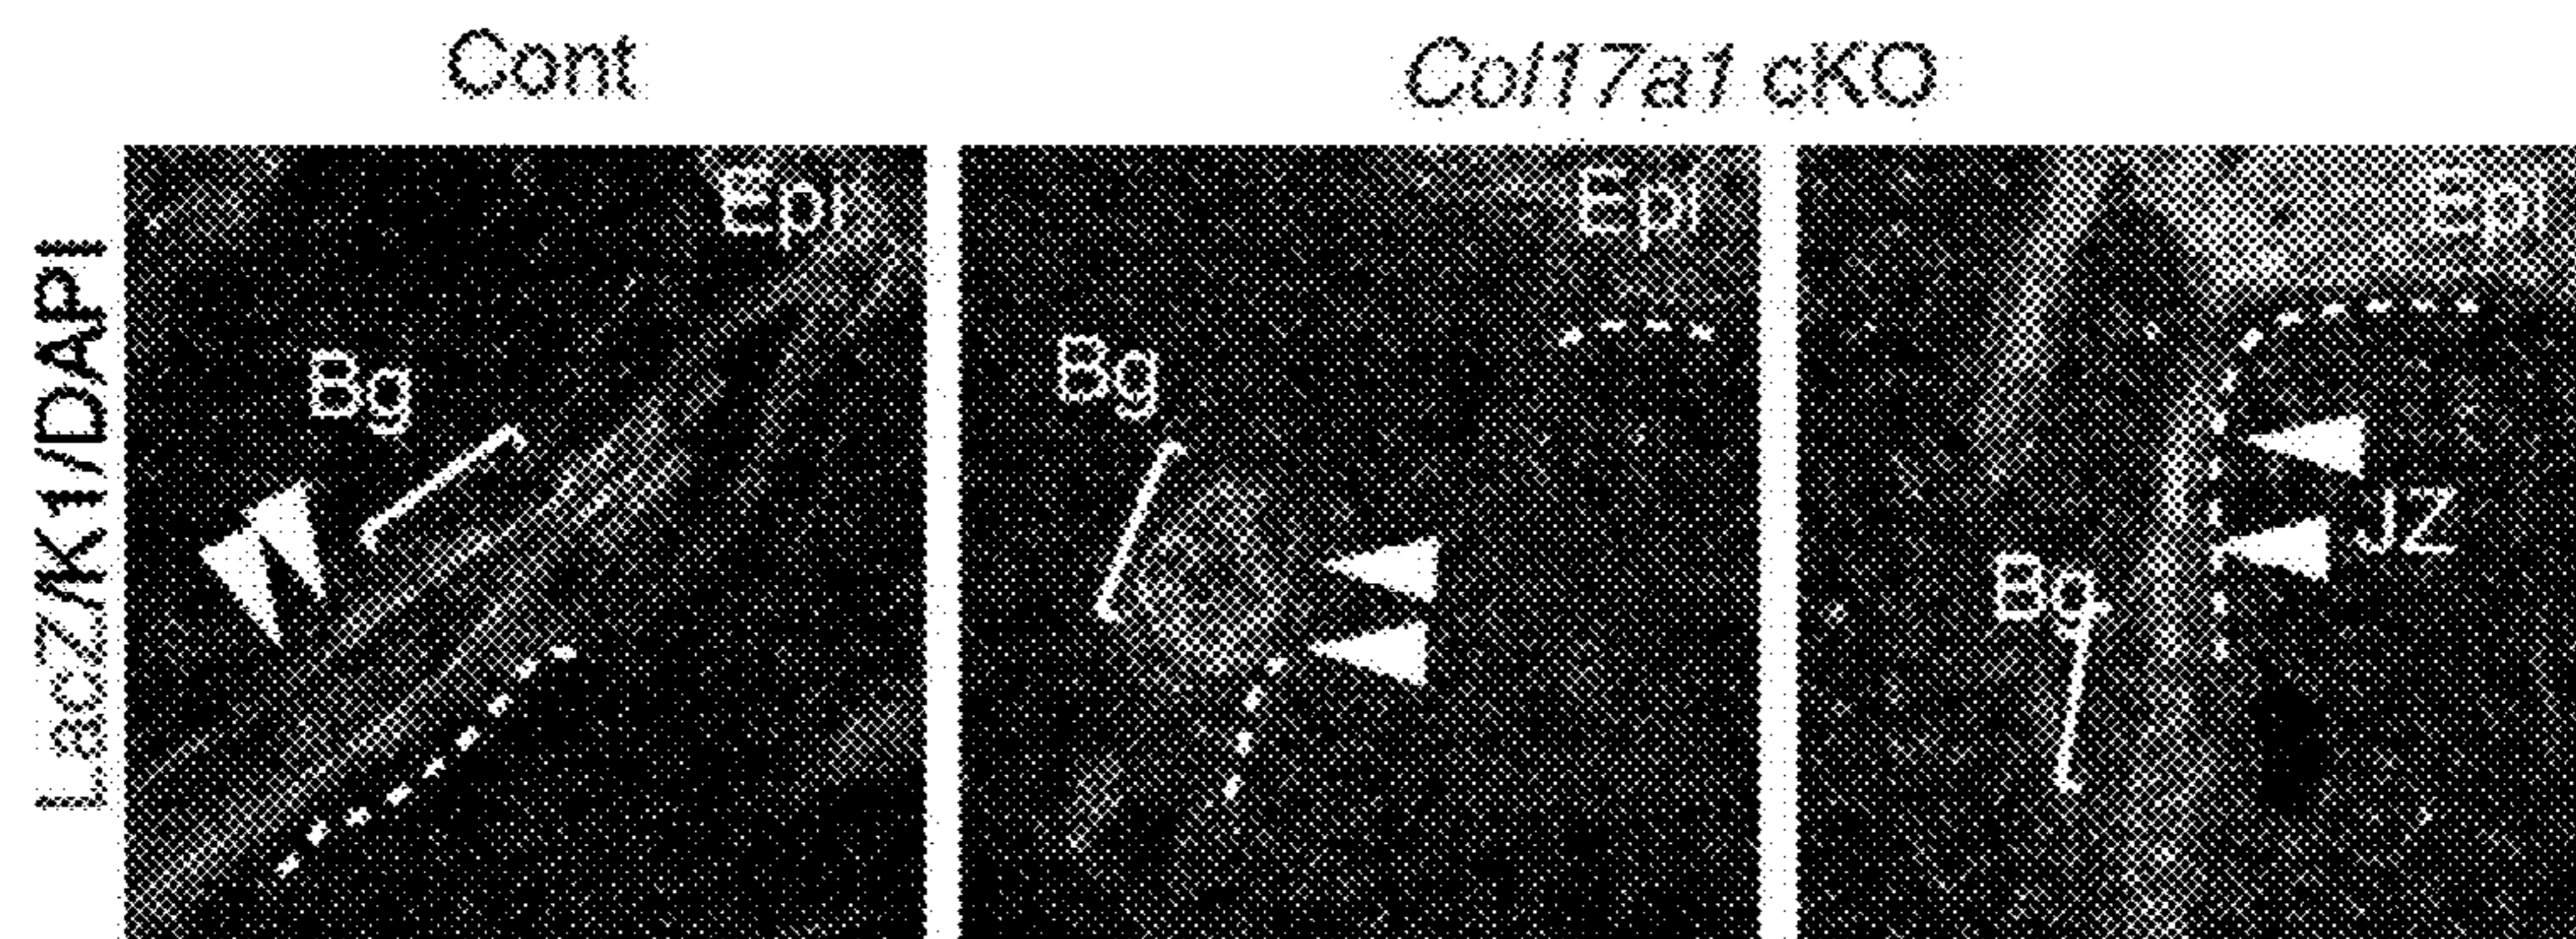 Cont
Col17a1 cKO
LacZ/K1/DAPI
Epi
Bg
Epi
Bg
Epi
JZ
Bg